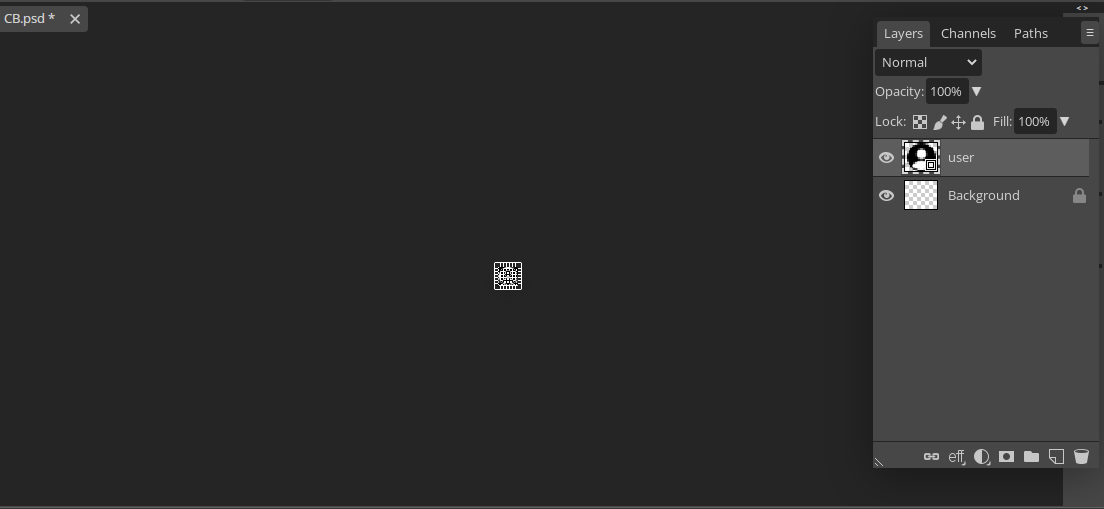 CB.psd *
Layers Channels Paths
Normal
Opacity: 100%
Lock: Fill: 100%
user
Background
eff